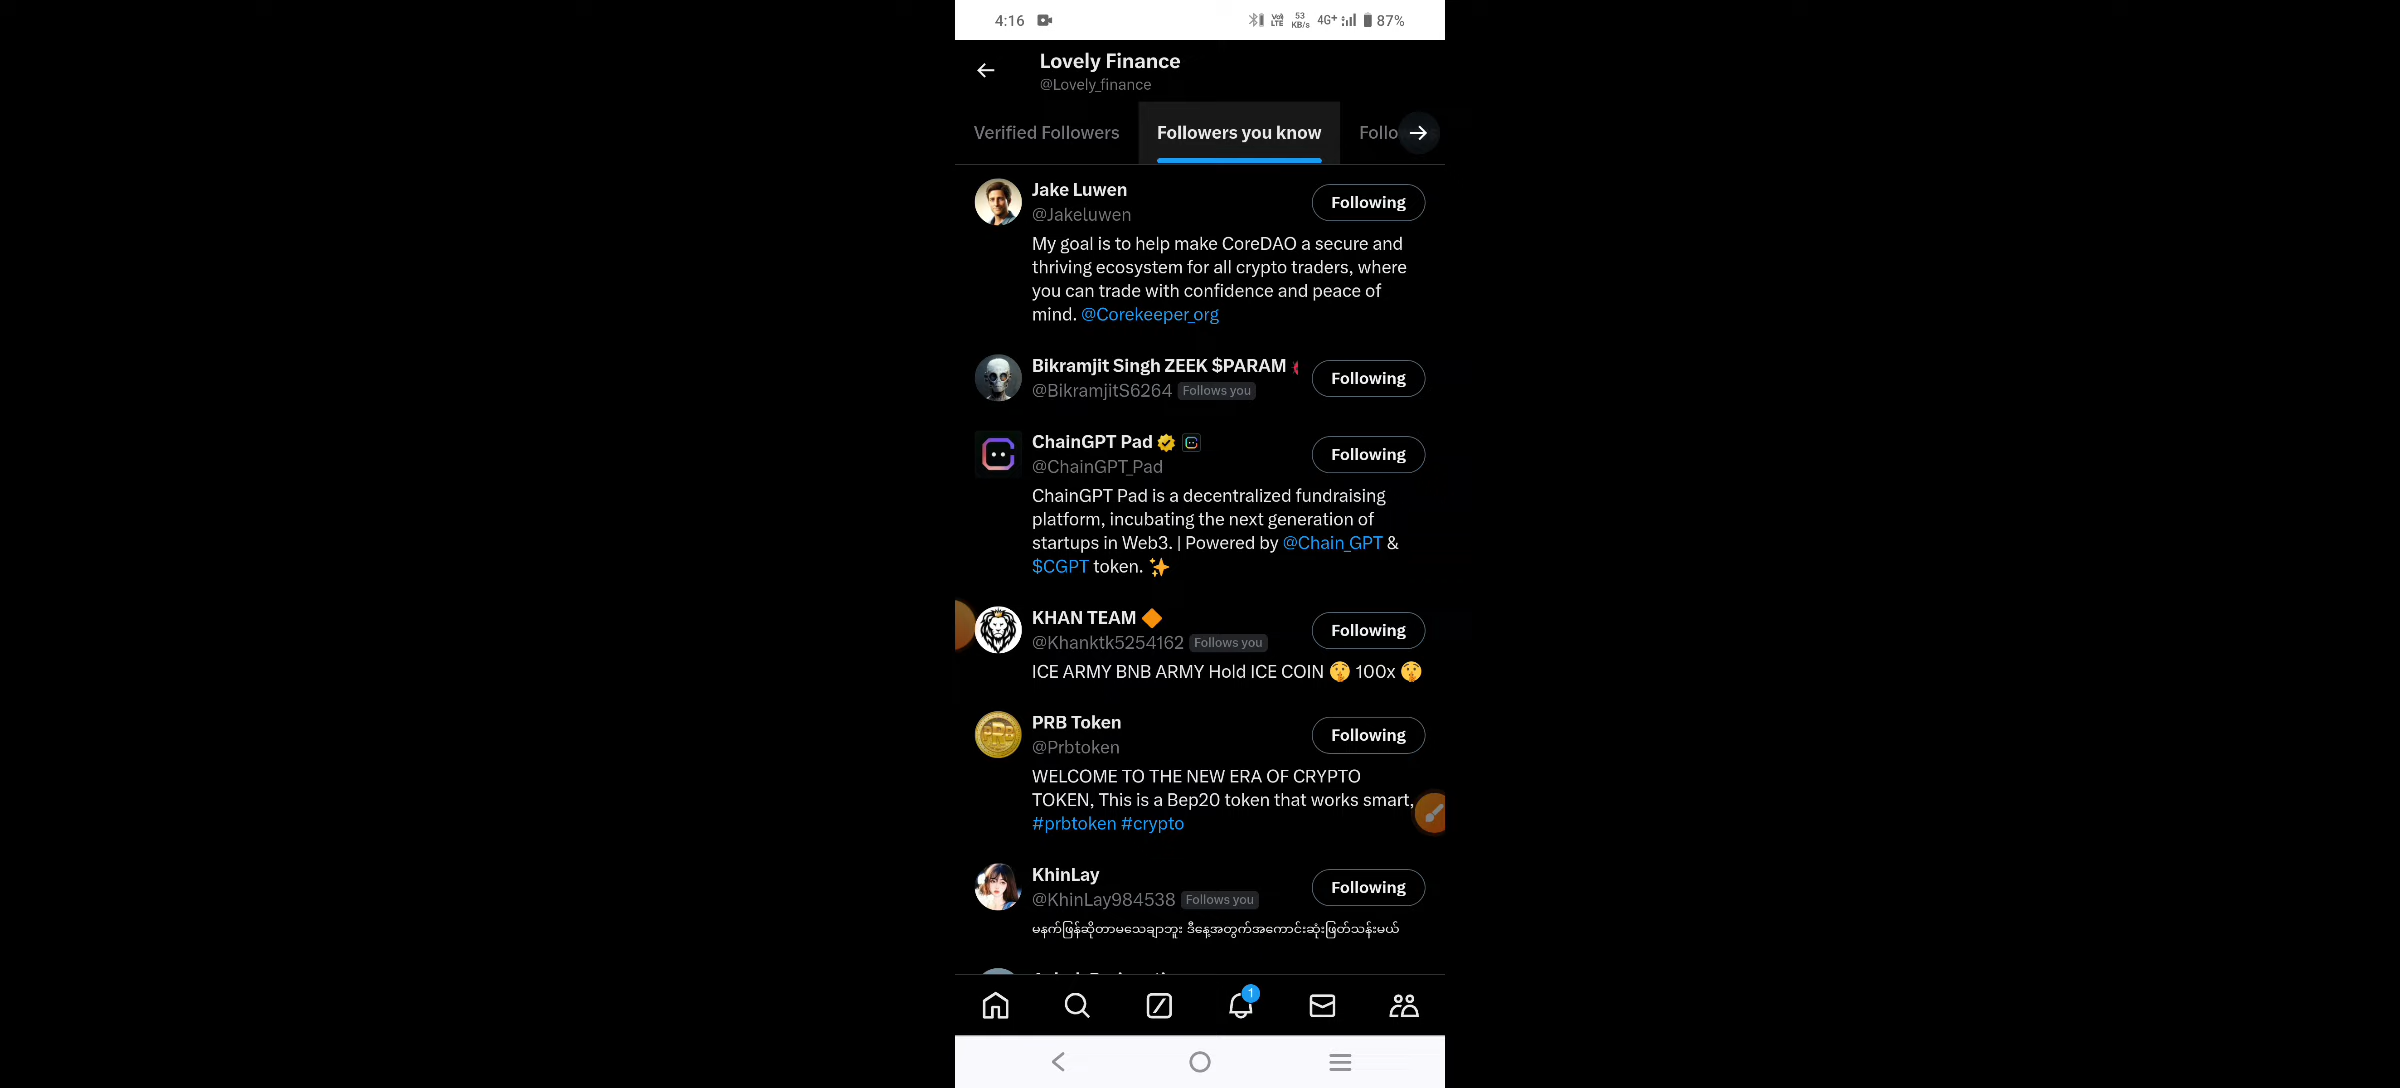 4:16
Vo) LTE 53 KB/s 4G+ 87%
Lovely Finance
@Lovely_finance
Verified Followers Followers you know Follo
Jake Luwen
@Jakeluwen
Following
My goal is to help make CoreDAO a secure and
thriving ecosystem for all crypto traders, where
you can trade with confidence and peace of
mind. @Corekeeper_org
Bikramjit Singh ZEEK $PARAM
@BikramjitS6264 Follows you
Following
ChainGPT Pad
@ChainGPT_Pad
Following
ChainGPT Pad is a decentralized fundraising
platform, incubating the next generation of
startups in Web3. | Powered by @Chain_GPT &
$CGPT token. ✨
KHAN TEAM 🔶
@Khanktk5254162 Follows you
Following
ICE ARMY BNB ARMY Hold ICE COIN 🤫 100x 🤫
PRB Token
@Prbtoken
Following
WELCOME TO THE NEW ERA OF CRYPTO
TOKEN, This is a Bep20 token that works smart,
#prbtoken #crypto
KhinLay
@KhinLay984538 Follows you
Following
မနက်ဖြန်ဆိုတာမသေချာဘူး ဒီနေ့အတွက်အကောင်းဆုံးဖြတ်သန်းမယ်
1